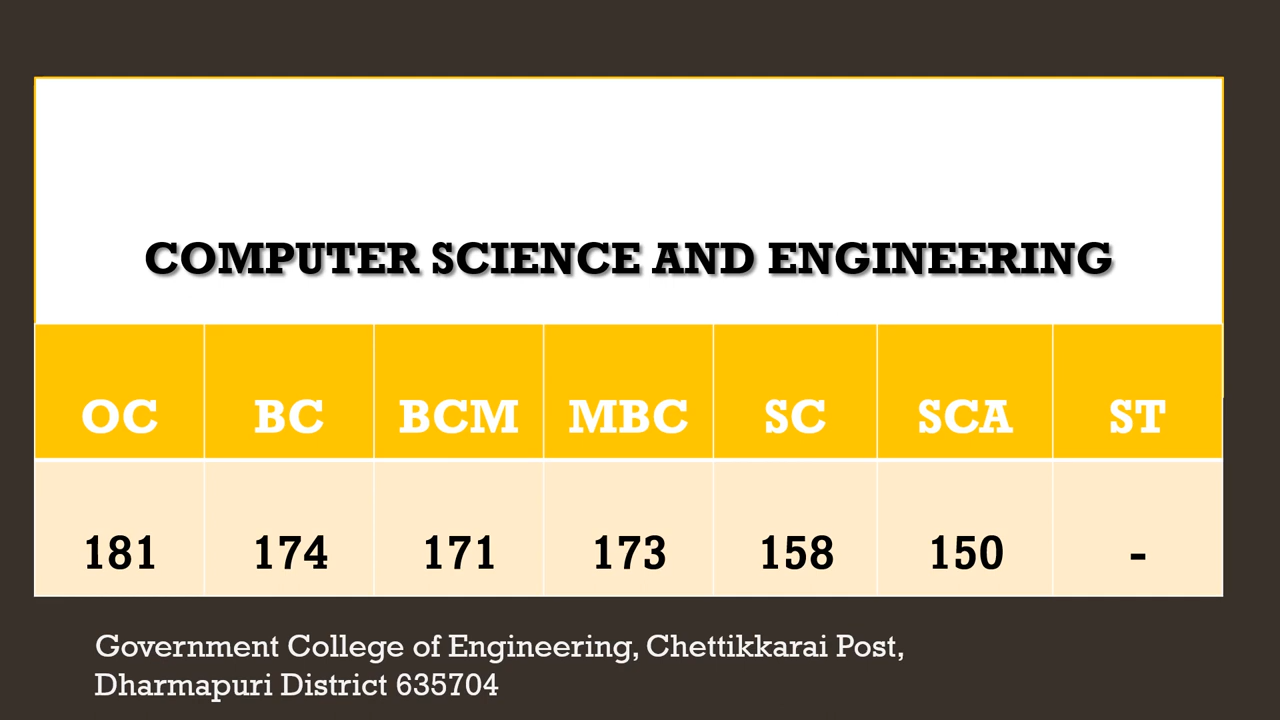 COMPUTER SCIENCE AND ENGINEERING
OC BC BCM MBC SC SCA ST
181 174 171 173 158 150 -
Government College of Engineering, Chettikkarai Post,
Dharmapuri District 635704